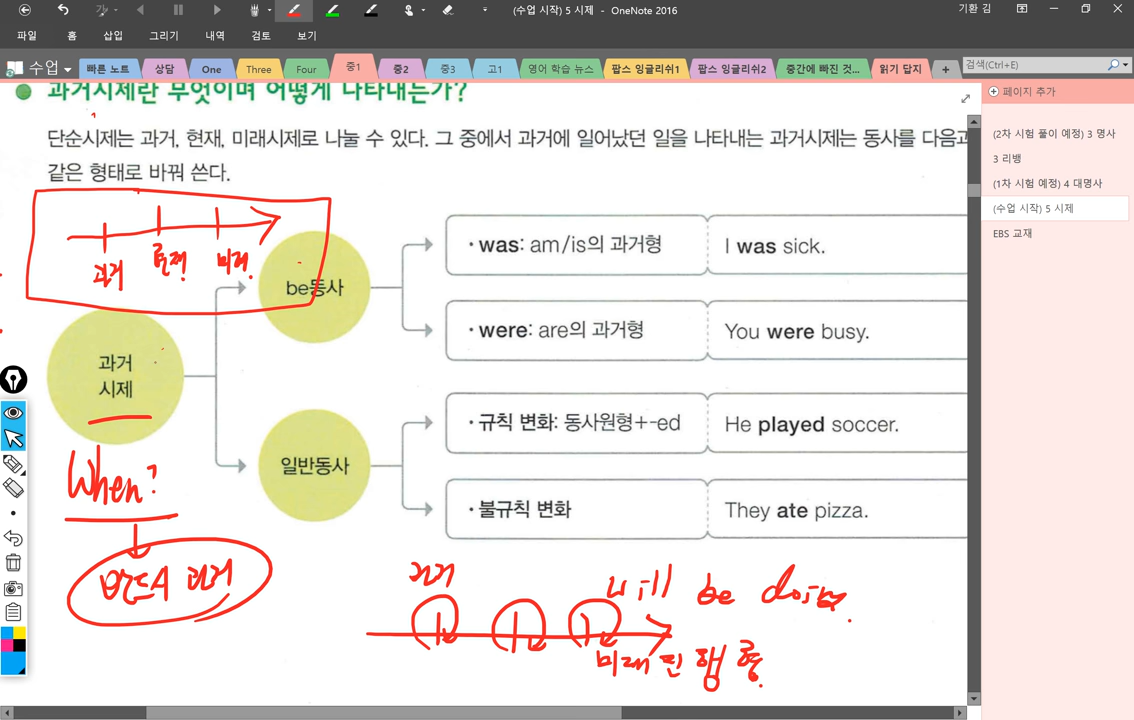 (수업 시작) 5 시제 - OneNote 2016
기환 김
파일 홈 삽입 그리기 내역 검토 보기
수업 빠른 노트 상담 One Three Four 중1 중2 중3 고1 영어 학습 뉴스 팝스 잉글리쉬1 팝스 잉글리쉬2 중간에 빠진 것... 읽기 답지 +
검색(Ctrl+E)
페이지 추가
(2차 시험 풀이 예정) 3 명사
3 리뱅
(1차 시험 예정) 4 대명사
(수업 시작) 5 시제
EBS 교재
과거시제란 무엇이며 어떻게 나타내는가?
단순시제는 과거, 현재, 미래시제로 나눌 수 있다. 그 중에서 과거에 일어났던 일을 나타내는 과거시제는 동사를 다음과
같은 형태로 바꿔 쓴다.
과거 현재 미래
be동사
· was: am/is의 과거형
I was sick.
· were: are의 과거형
You were busy.
과거
시제
일반동사
· 규칙 변화: 동사원형+-ed
He played soccer.
· 불규칙 변화
They ate pizza.
When?
반드시 과거
과거
will be doing
미래 진행